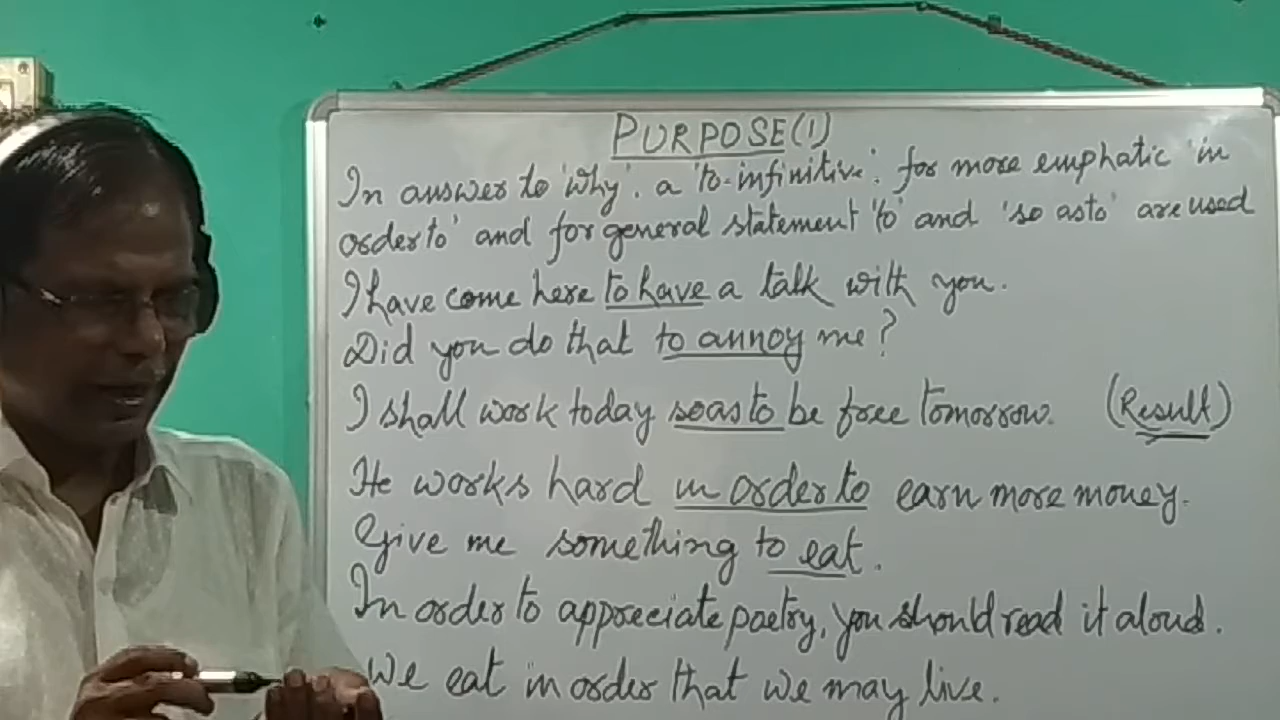 PURPOSE(1)
In answer to 'why'. a 'to-infinitive'. for more emphatic 'in
order to' and for general statement 'to' and 'so as to' are used
I have come here to have a talk with you.
Did you do that to annoy me?
I shall work today so as to be free tomorrow. (Result)
He works hard in order to earn more money.
Give me something to eat.
In order to appreciate poetry, you should read it aloud.
We eat in order that we may live.